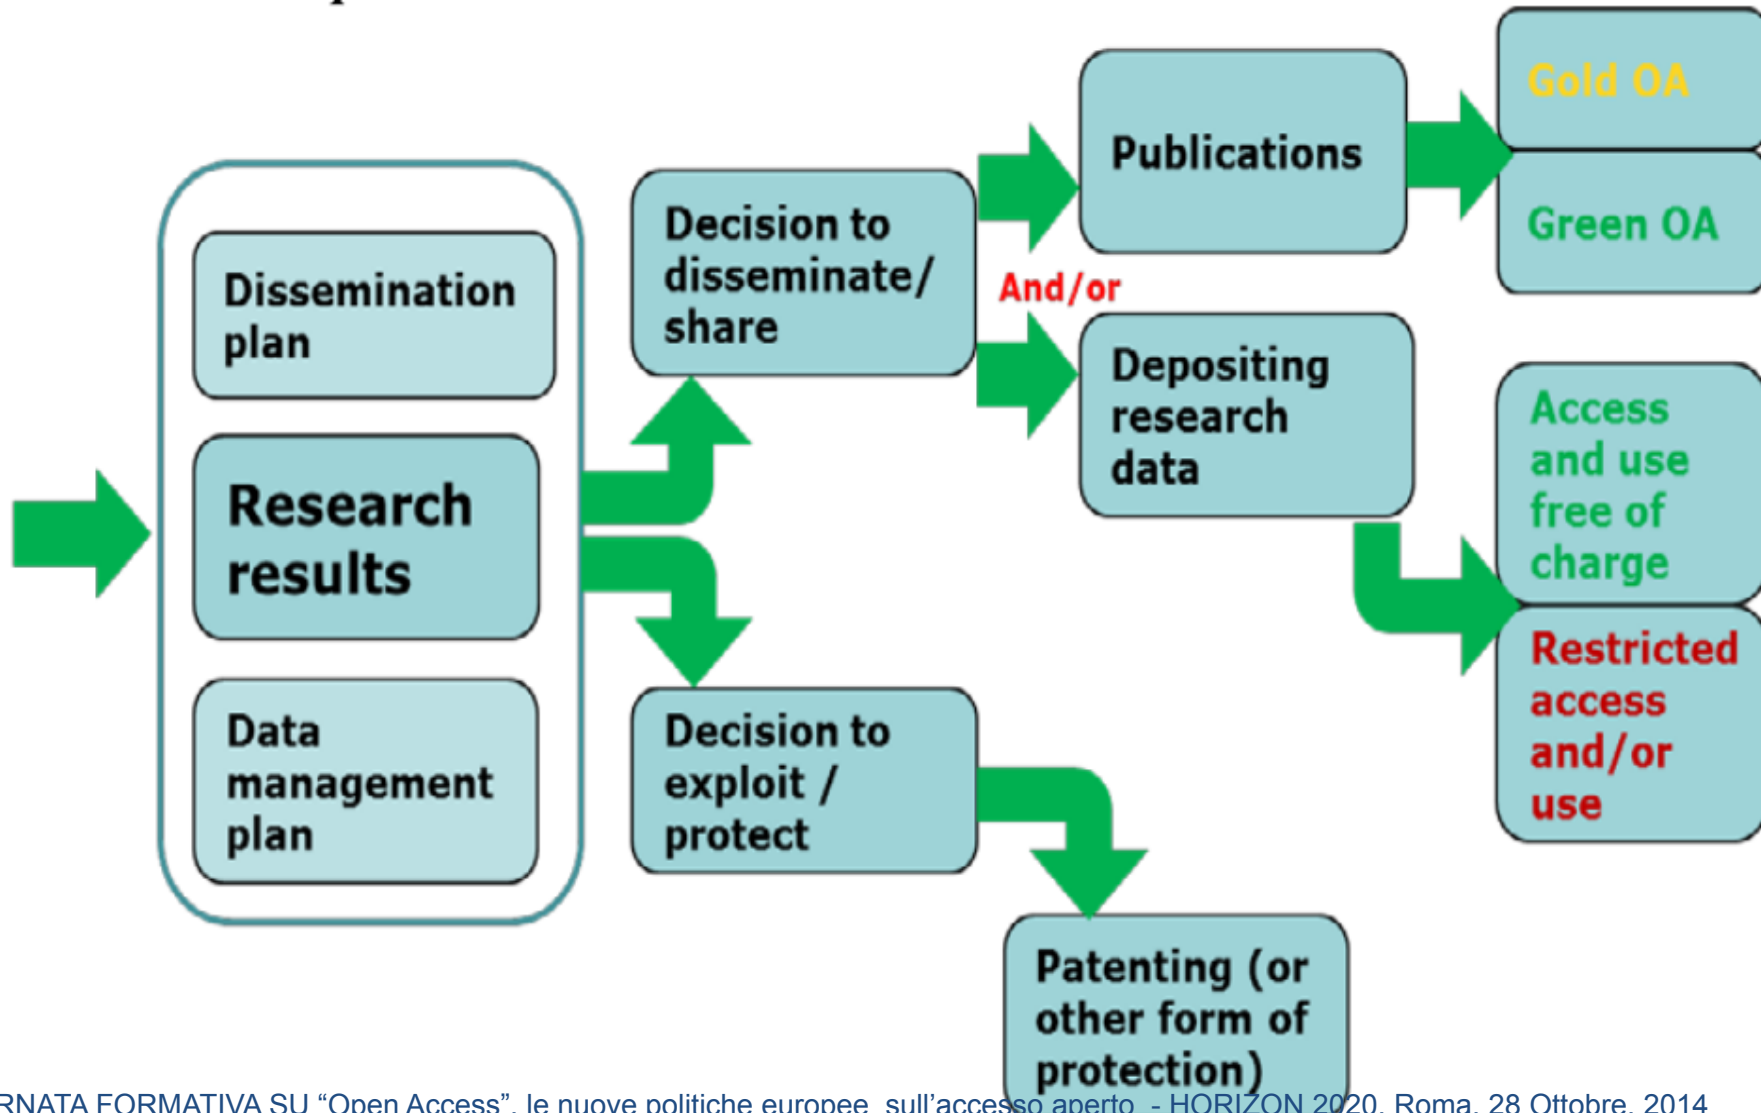 Dissemination
plan
Research
results
Data
management
plan
Decision to
disseminate/
share
Decision to
exploit /
protect
And/or
Publications
Depositing
research
data
Patenting (or
other form of
protection)
Gold OA
Green OA
Access
and use
free of
charge
Restricted
access
and/or
use
RNATA FORMATIVA SU “Open Access”, le nuove politiche europee sull’accesso aperto - HORIZON 2020, Roma, 28 Ottobre, 2014